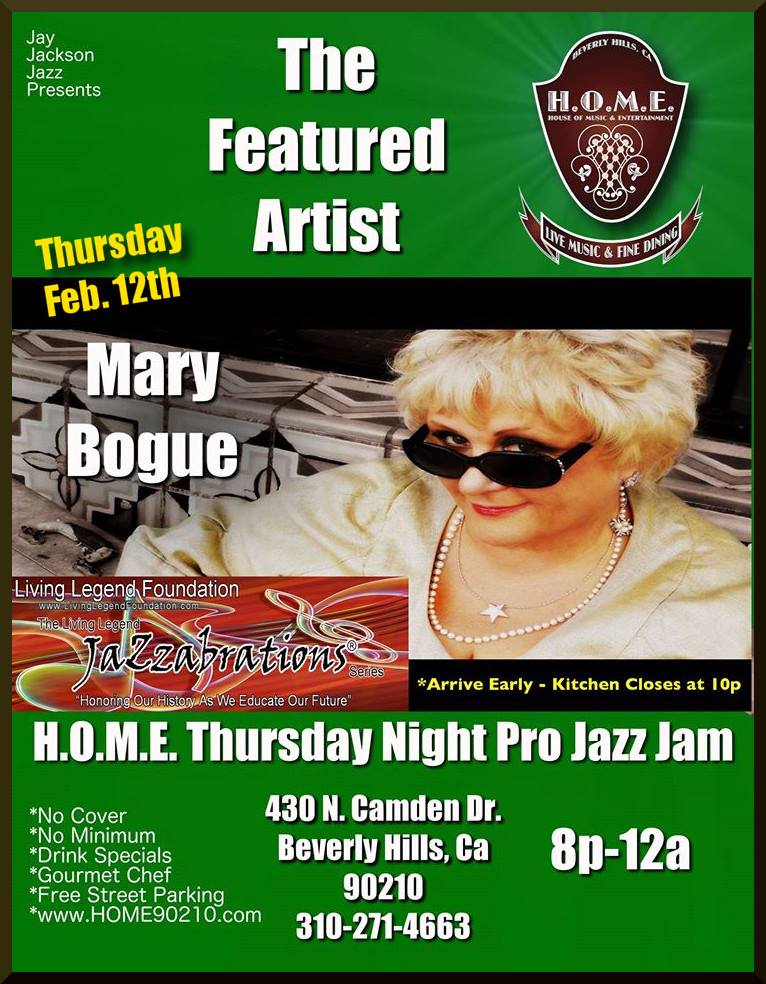 Jay
Jackson
Jazz
Presents
The
Featured
Artist
BEVERLY HILLS, CA
H.O.M.E.
HOUSE OF MUSIC & ENTERTAINMENT
LIVE MUSIC & FINE DINING
Thursday
Feb. 12th
Mary
Bogue
Living Legend Foundation
www.LivingLegendFoundation.com
The Living Legend
JaZzabrations®
Series
"Honoring Our History As We Educate Our Future"
*Arrive Early - Kitchen Closes at 10p
H.O.M.E. Thursday Night Pro Jazz Jam
*No Cover
*No Minimum
*Drink Specials
*Gourmet Chef
*Free Street Parking
*www.HOME90210.com
430 N. Camden Dr.
Beverly Hills, Ca
90210
310-271-4663
8p-12a